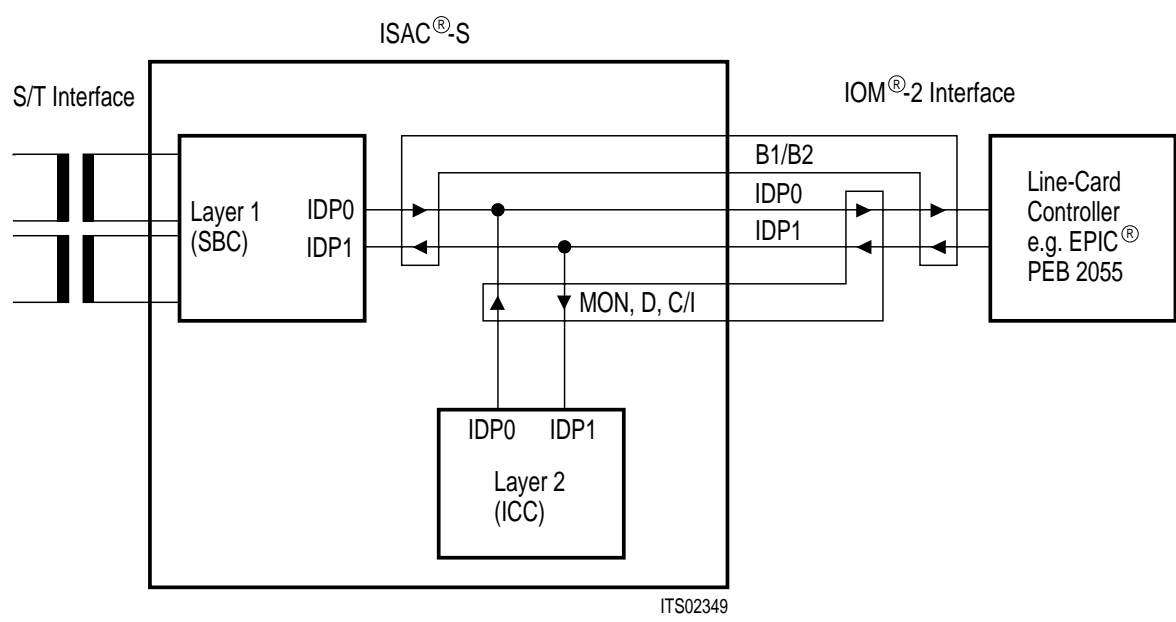 ISAC®-S
S/T Interface
IOM®-2 Interface
B1/B2
Layer 1
(SBC)
IDP0
IDP1
IDP0
IDP1
Line-Card
Controller
e.g. EPIC®
PEB 2055
MON, D, C/I
IDP0 IDP1
Layer 2
(ICC)
ITS02349